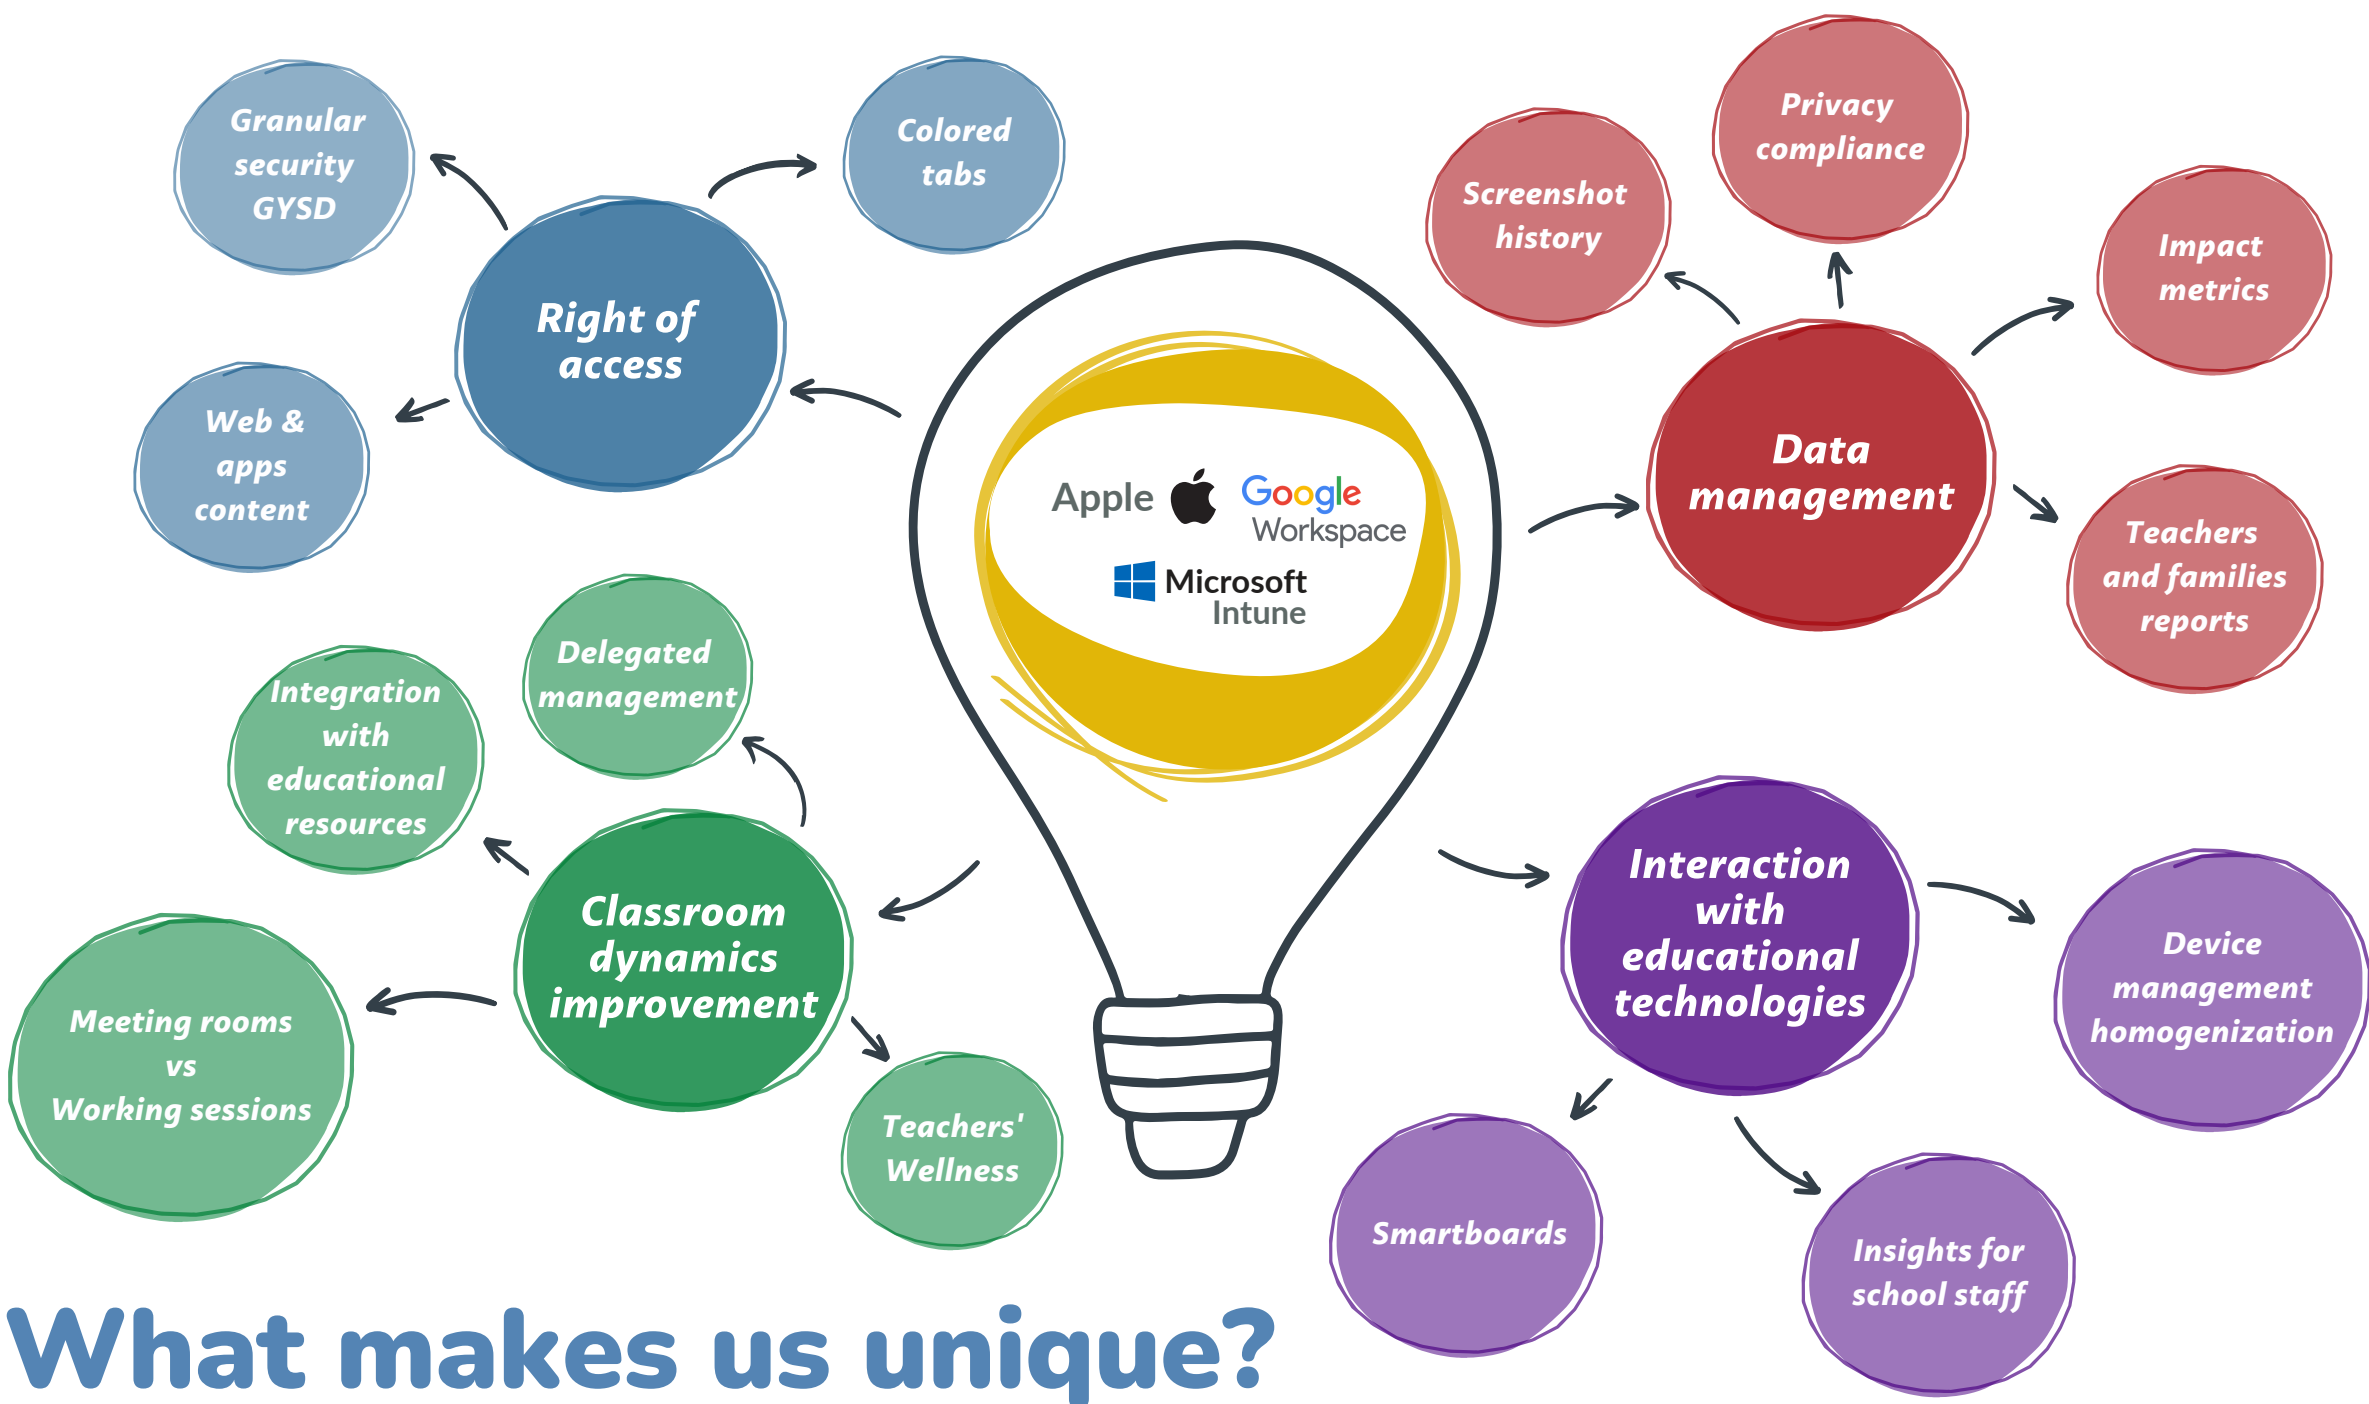 Granular
security
GYSD
Colored
tabs
Right of
access
Web &
apps
content
Screenshot
history
Privacy
compliance
Impact
metrics
Data
management
Teachers
and families
reports
Apple
Google
Workspace
Microsoft
Intune
Delegated
management
Integration
with
educational
resources
Classroom
dynamics
improvement
Meeting rooms
vs
Working sessions
Teachers'
Wellness
Interaction
with
educational
technologies
Device
management
homogenization
Smartboards
Insights for
school staff
What makes us unique?